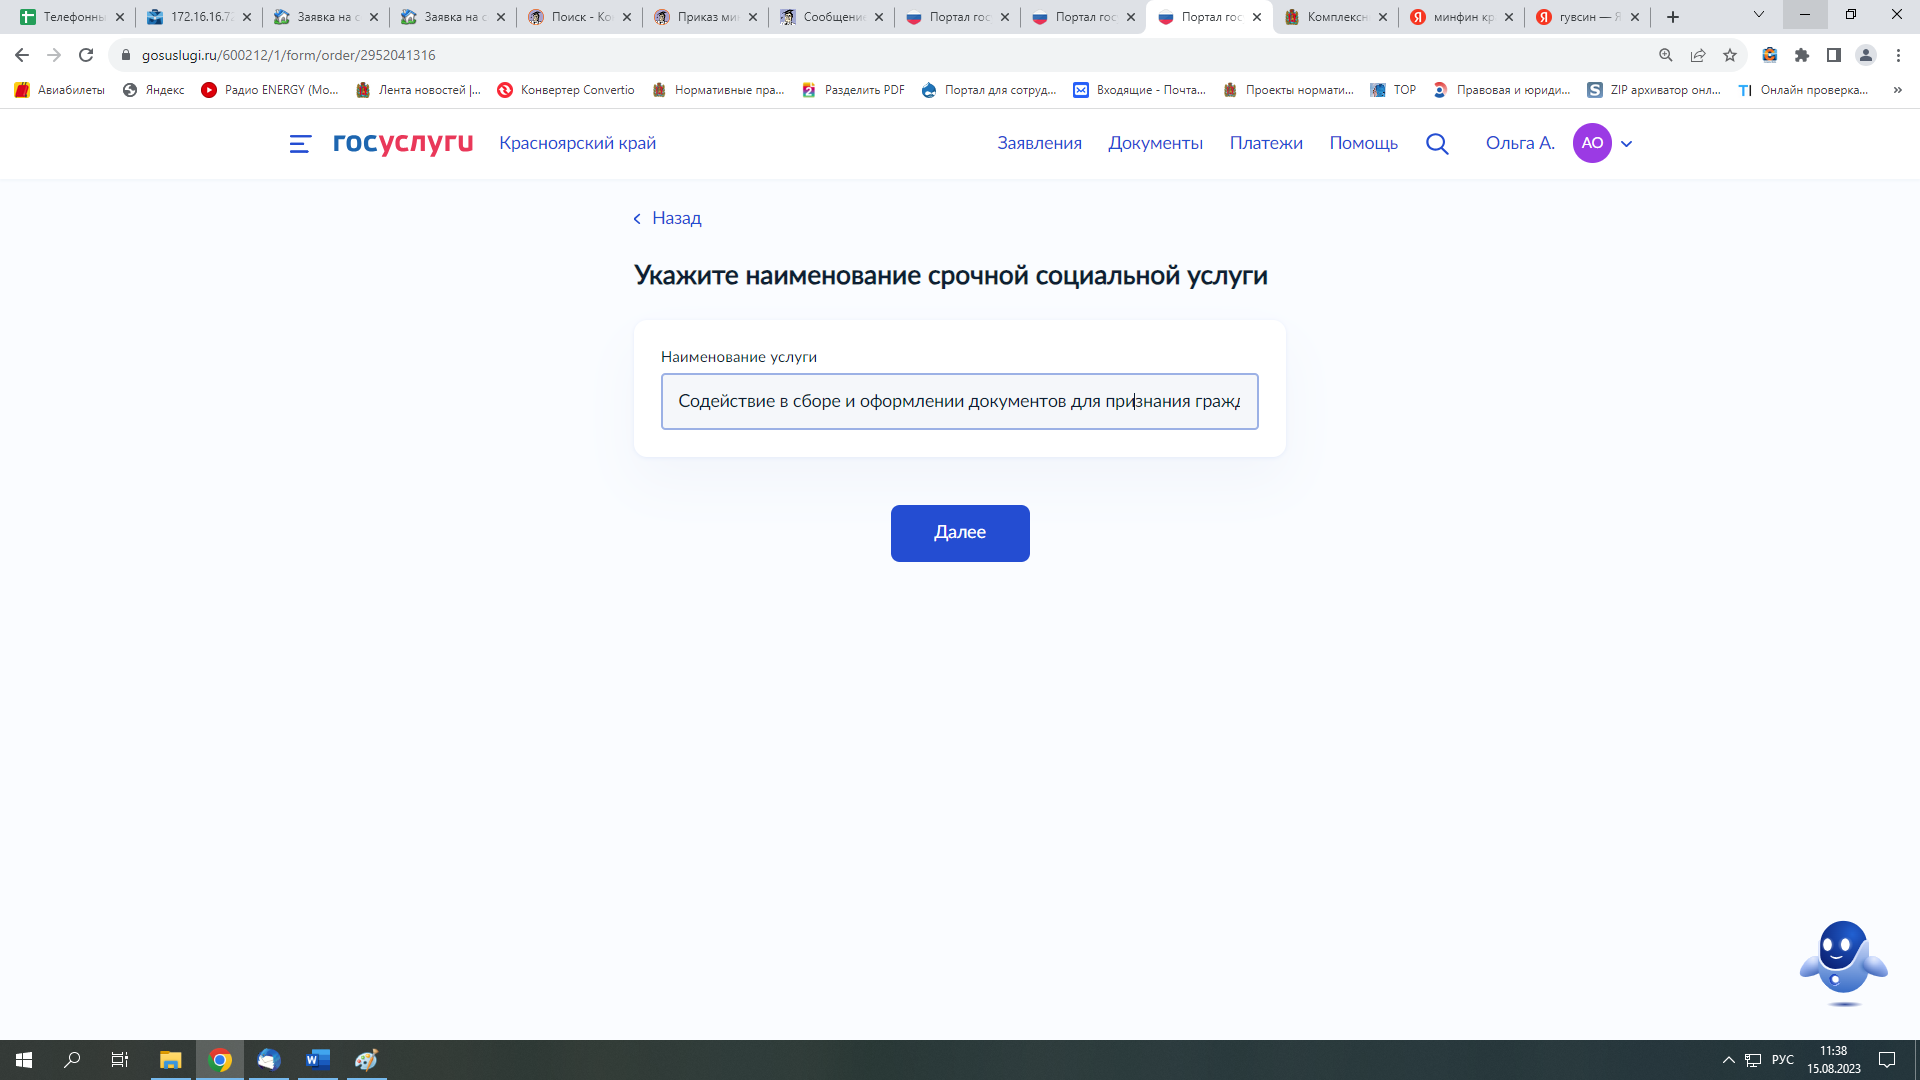 Телефонны
172.16.16.7
Заявка на с
Заявка на с
Поиск - Ко
Приказ ми
Сообщение
Портал гос
Портал гос
Портал гос
Комплексн
минфин кр
гувсин — Я
gosuslugi.ru/600212/1/form/order/2952041316
Авиабилеты
Яндекс
Радио ENERGY (Мо...
Лента новостей |...
Конвертер Convertio
Нормативные пра...
Разделить PDF
Портал для сотруд...
Входящие - Почта...
Проекты нормати...
ТОР
Правовая и юриди...
ZIP архиватор онл...
Онлайн проверка...
госуслуги
Красноярский край
Заявления
Документы
Платежи
Помощь
Ольга А.
АО
Назад
Укажите наименование срочной социальной услуги
Наименование услуги
Содействие в сборе и оформлении документов для признания гражд
Далее
РУС
11:38
15.08.2023